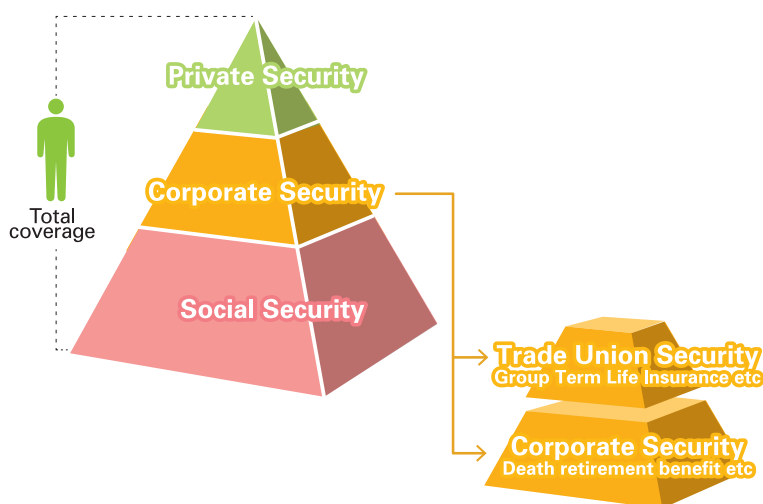 Private Security
Corporate Security
Total
coverage
Social Security
Trade Union Security
Group Term Life Insurance etc
Corporate Security
Death retirement benefit etc